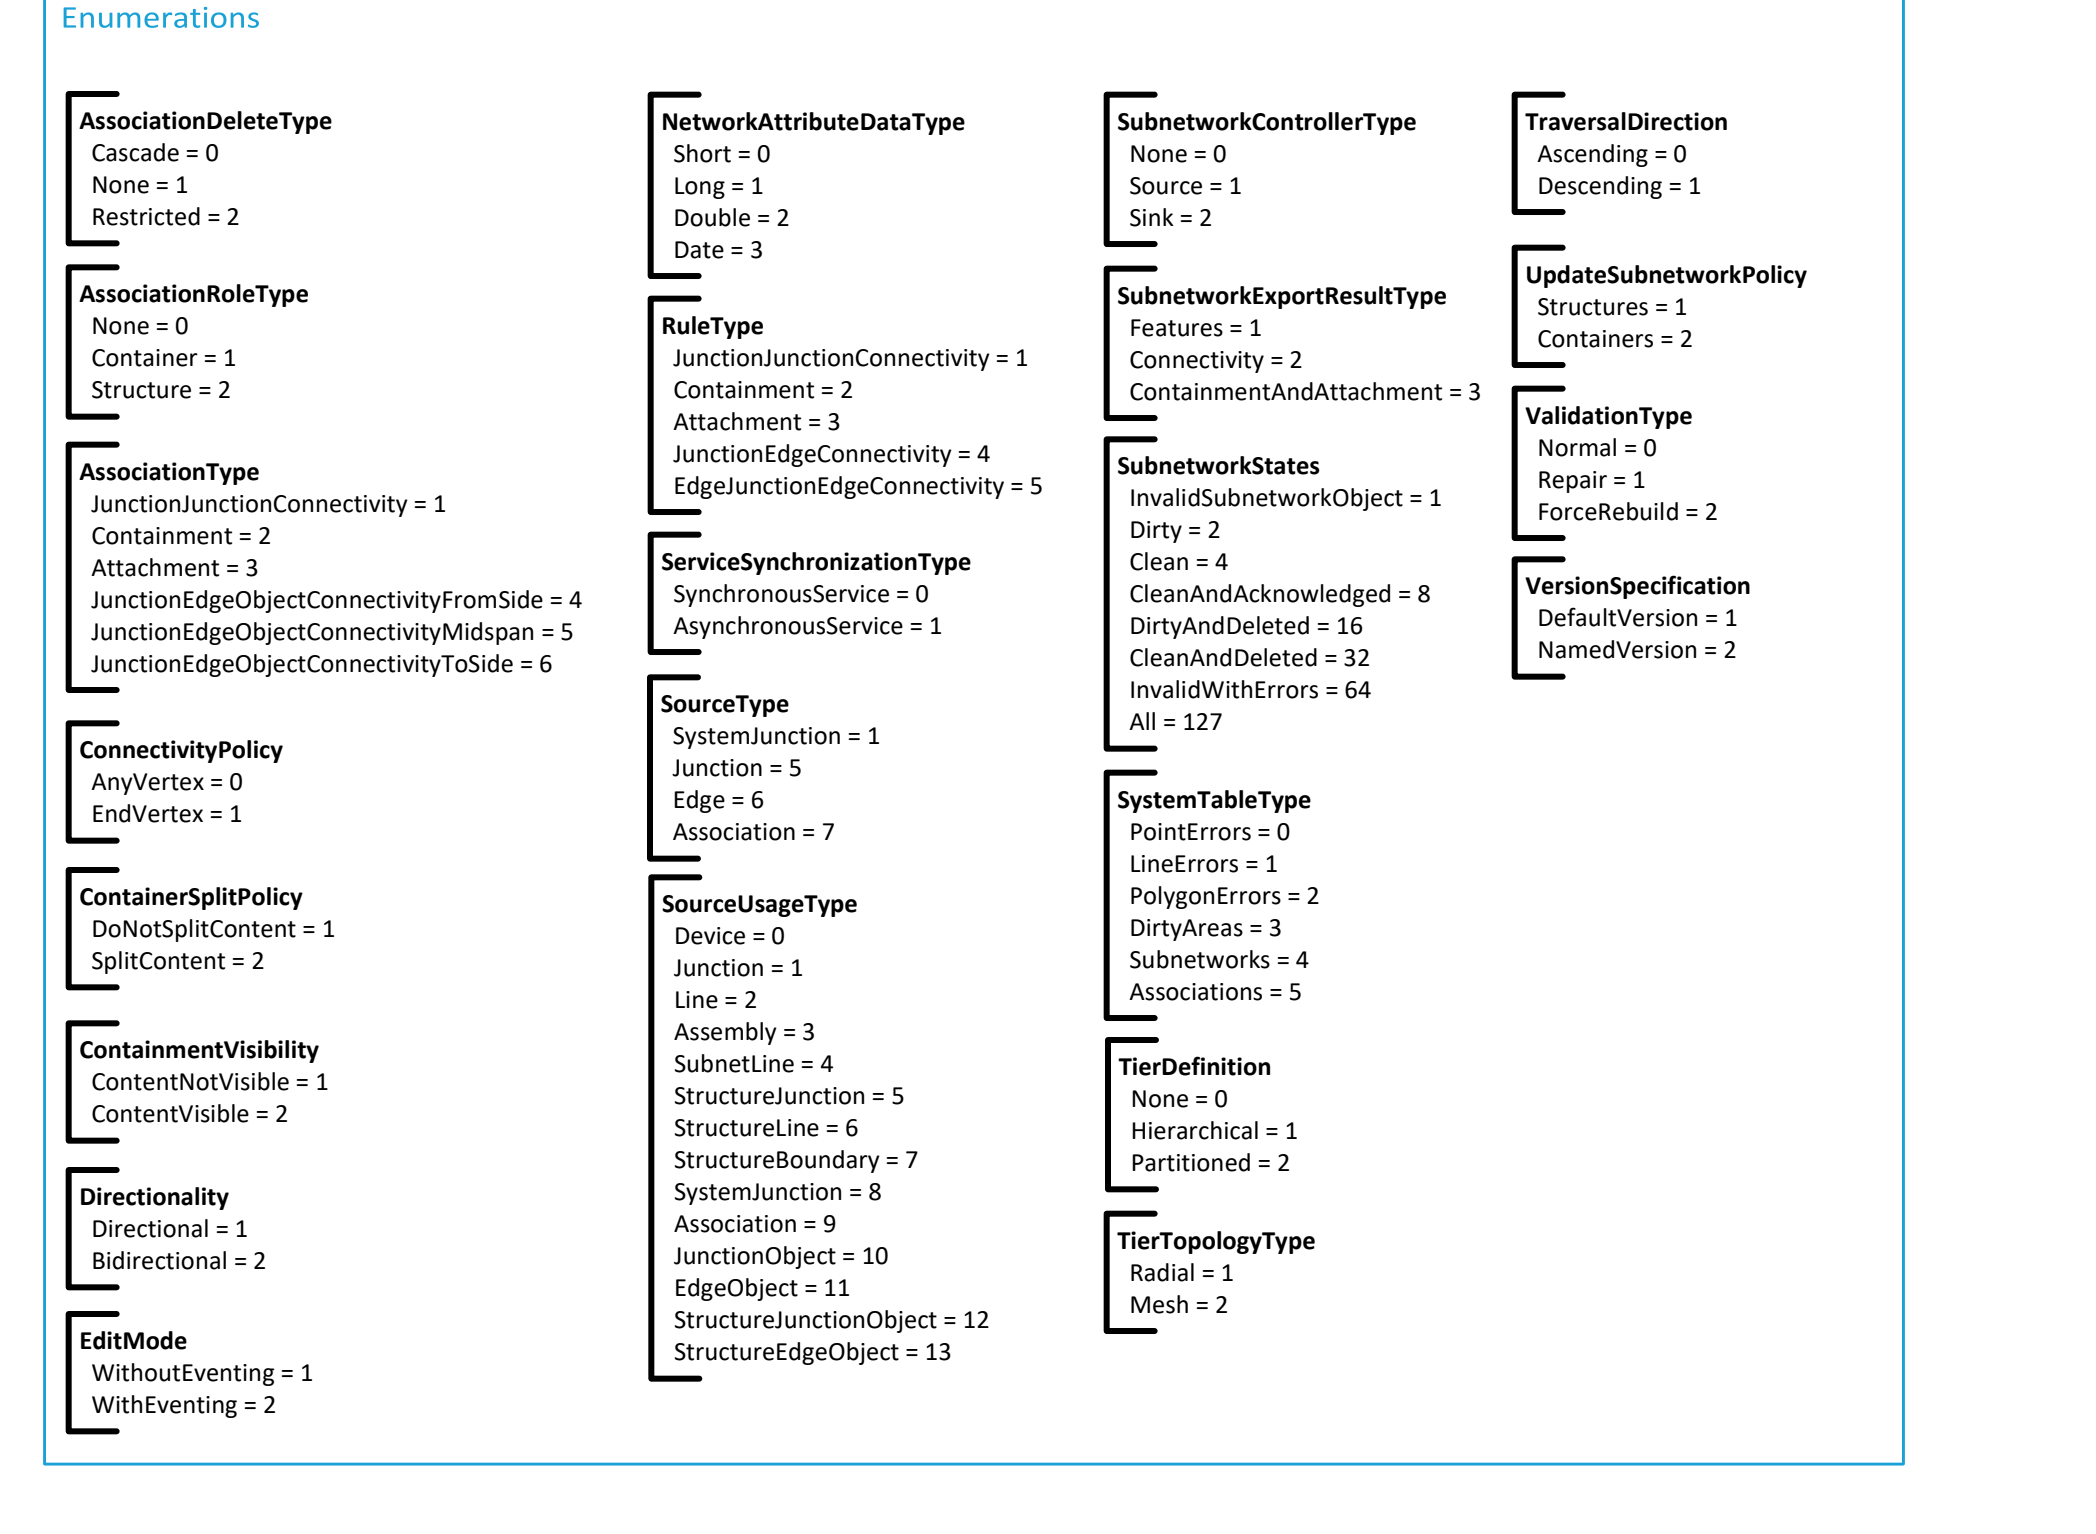 Enumerations
AssociationDeleteType
Cascade = 0
None = 1
Restricted = 2
AssociationRoleType
None = 0
Container = 1
Structure = 2
AssociationType
JunctionJunctionConnectivity = 1
Containment = 2
Attachment = 3
JunctionEdgeObjectConnectivityFromSide = 4
JunctionEdgeObjectConnectivityMidspan = 5
JunctionEdgeObjectConnectivityToSide = 6
ConnectivityPolicy
AnyVertex = 0
EndVertex = 1
ContainerSplitPolicy
DoNotSplitContent = 1
SplitContent = 2
ContainmentVisibility
ContentNotVisible = 1
ContentVisible = 2
Directionality
Directional = 1
Bidirectional = 2
EditMode
WithoutEventing = 1
WithEventing = 2
NetworkAttributeDataType
Short = 0
Long = 1
Double = 2
Date = 3
RuleType
JunctionJunctionConnectivity = 1
Containment = 2
Attachment = 3
JunctionEdgeConnectivity = 4
EdgeJunctionEdgeConnectivity = 5
ServiceSynchronizationType
SynchronousService = 0
AsynchronousService = 1
SourceType
SystemJunction = 1
Junction = 5
Edge = 6
Association = 7
SourceUsageType
Device = 0
Junction = 1
Line = 2
Assembly = 3
SubnetLine = 4
StructureJunction = 5
StructureLine = 6
StructureBoundary = 7
SystemJunction = 8
Association = 9
JunctionObject = 10
EdgeObject = 11
StructureJunctionObject = 12
StructureEdgeObject = 13
SubnetworkControllerType
None = 0
Source = 1
Sink = 2
SubnetworkExportResultType
Features = 1
Connectivity = 2
ContainmentAndAttachment = 3
SubnetworkStates
InvalidSubnetworkObject = 1
Dirty = 2
Clean = 4
CleanAndAcknowledged = 8
DirtyAndDeleted = 16
CleanAndDeleted = 32
InvalidWithErrors = 64
All = 127
SystemTableType
PointErrors = 0
LineErrors = 1
PolygonErrors = 2
DirtyAreas = 3
Subnetworks = 4
Associations = 5
TierDefinition
None = 0
Hierarchical = 1
Partitioned = 2
TierTopologyType
Radial = 1
Mesh = 2
TraversalDirection
Ascending = 0
Descending = 1
UpdateSubnetworkPolicy
Structures = 1
Containers = 2
ValidationType
Normal = 0
Repair = 1
ForceRebuild = 2
VersionSpecification
DefaultVersion = 1
NamedVersion = 2